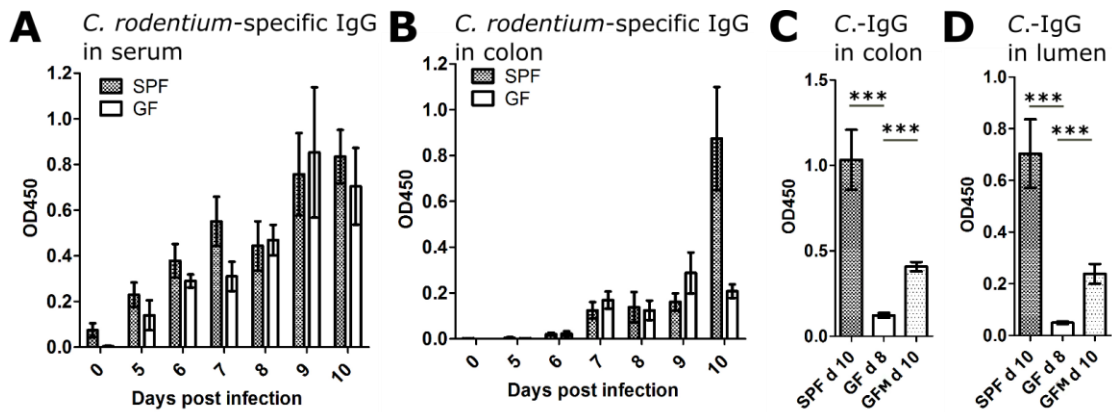 A
C. rodentium-specific IgG
in serum
SPF
GF
1.2
1.0
0.8
0.6
0.4
0.2
0.0
OD450
0
5
6
7
8
9
10
Days post infection
B
C. rodentium-specific IgG
in colon
SPF
GF
1.2
1.0
0.8
0.6
0.4
0.2
0.0
OD450
0
5
6
7
8
9
10
Days post infection
C
C.-IgG
in colon
1.5
1.0
0.5
0.0
OD450
***
***
SPF d 10
GF d 8
GFM d 10
D
C.-IgG
in lumen
1.0
0.8
0.6
0.4
0.2
0.0
OD450
***
***
SPF d 10
GF d 8
GFM d 10